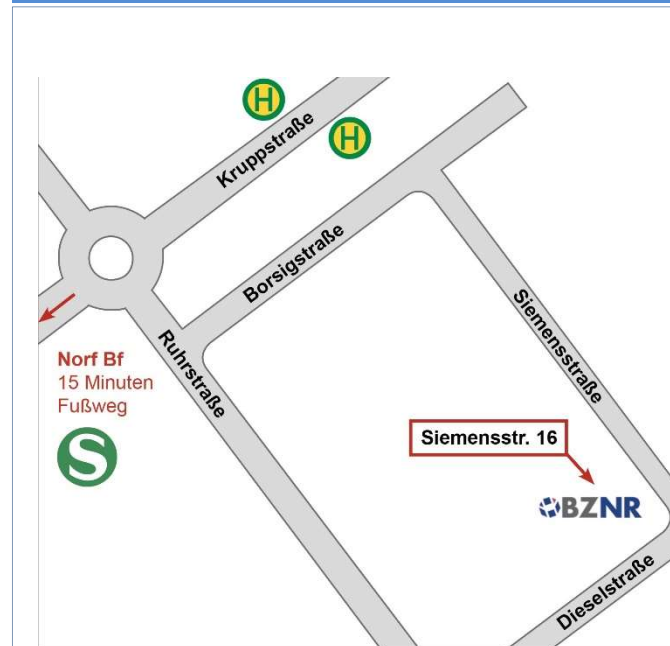 H
H
Kruppstraße
Borsigstraße
Siemensstraße
Ruhrstraße
Norf Bf
15 Minuten
Fußweg
S
Siemensstr. 16
BZNR
Dieselstraße